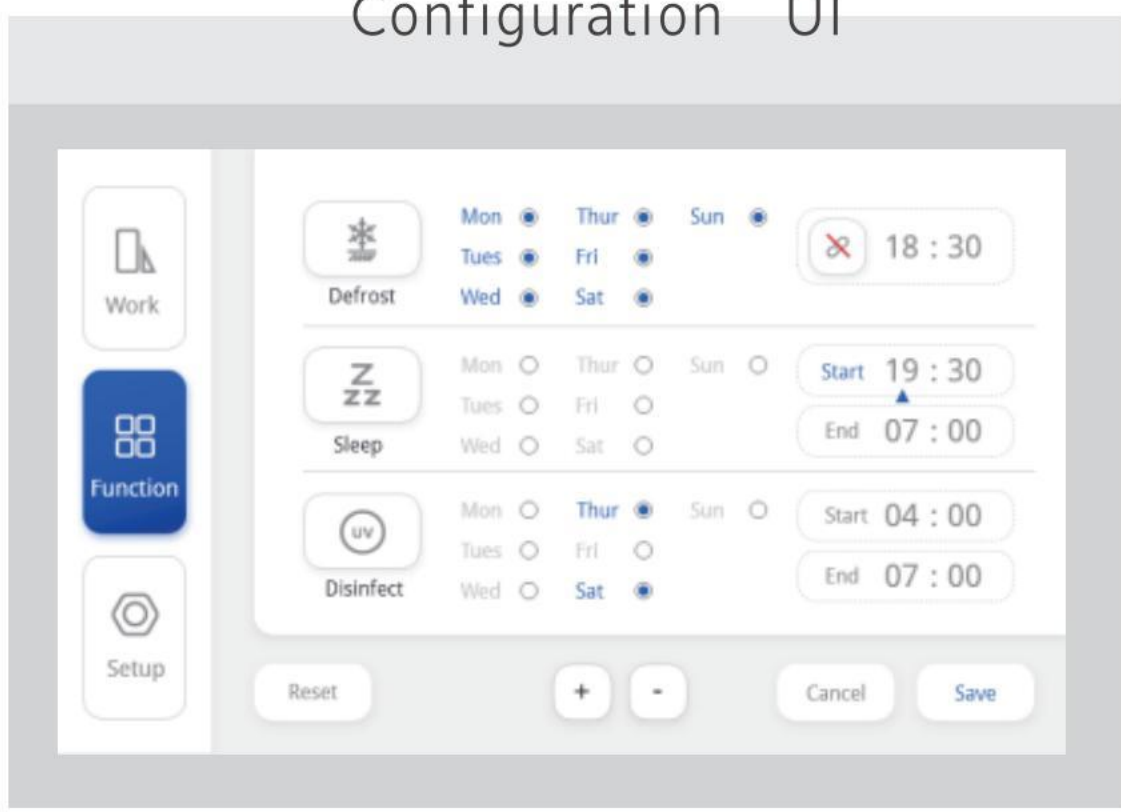 Configuration UI
Work
Function
Setup
Mon Thur Sun
Tues Fri
Wed Sat
Defrost
18 : 30
Z
ZZ
Sleep
Mon Thur Sun
Tues Fri
Wed Sat
Start 19 : 30
End 07 : 00
UV
Disinfect
Mon Thur Sun
Tues Fri
Wed Sat
Start 04 : 00
End 07 : 00
Reset
+
-
Cancel
Save